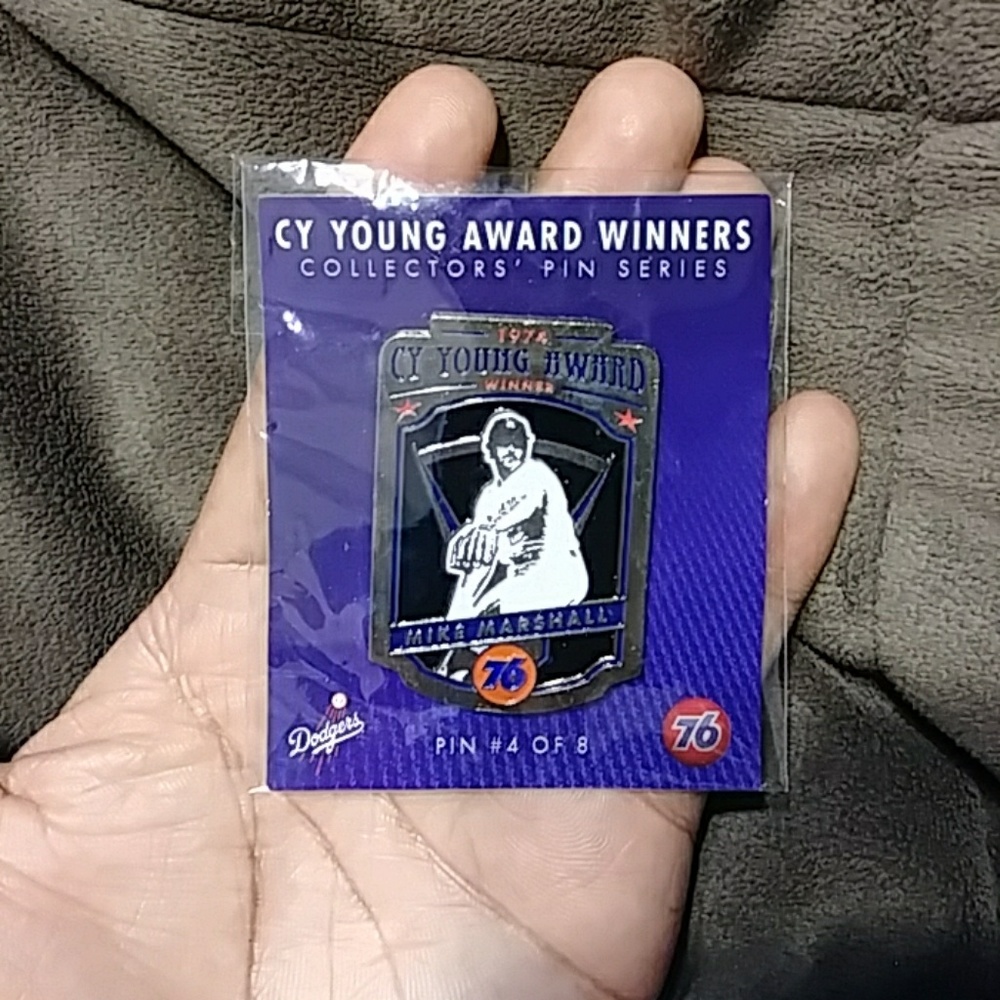 CY YOUNG AWARD WINNERS
COLLECTORS' PIN SERIES
1974
CY YOUNG AWARD
WINNER
MIKE MARSHALL
76
Dodgers
PIN #4 OF 8
76